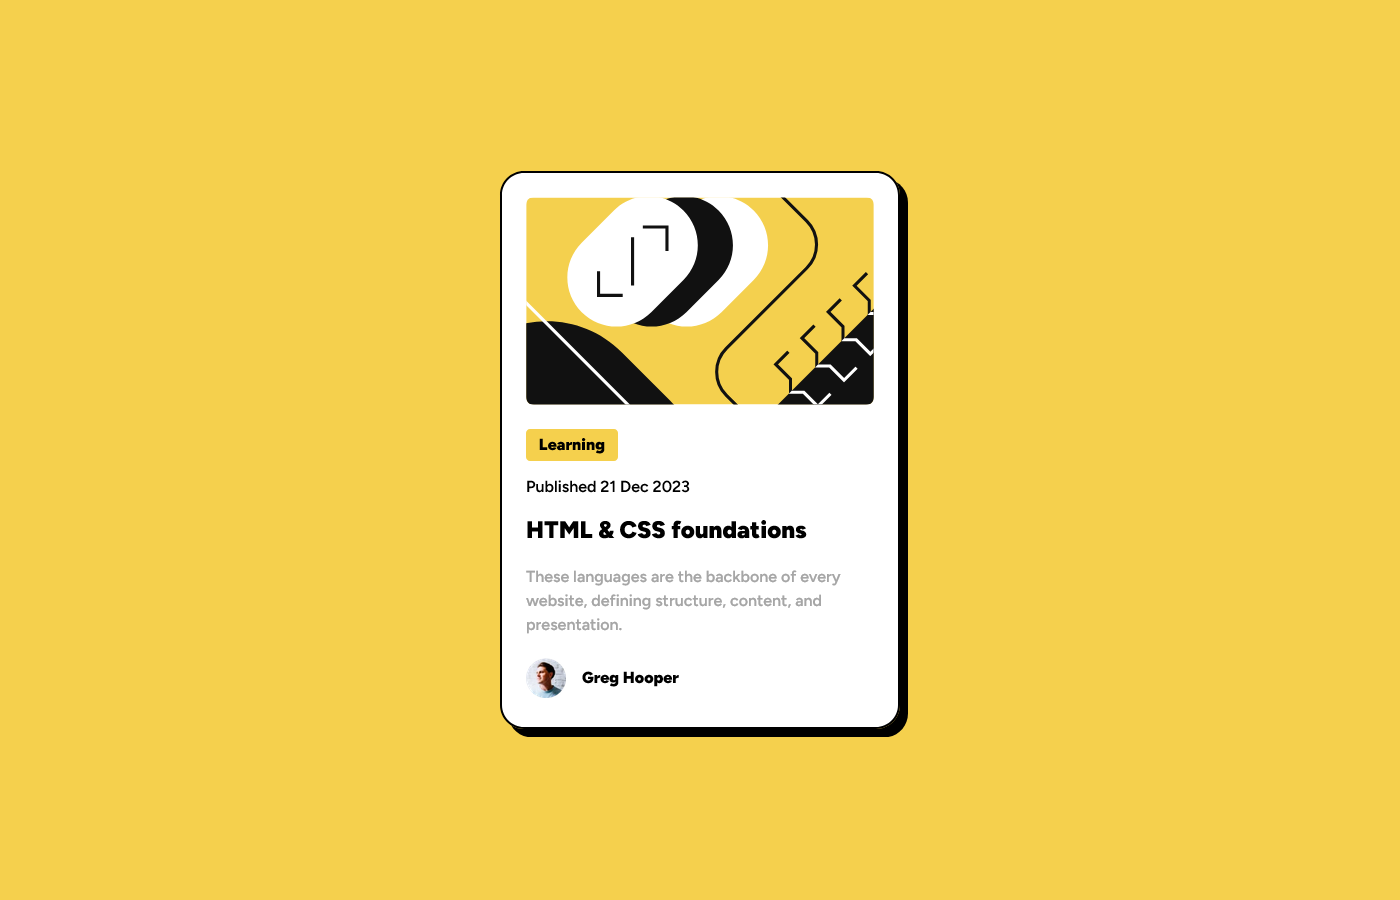 Learning
Published 21 Dec 2023
HTML & CSS foundations
These languages are the backbone of every
website, defining structure, content, and
presentation.
Greg Hooper